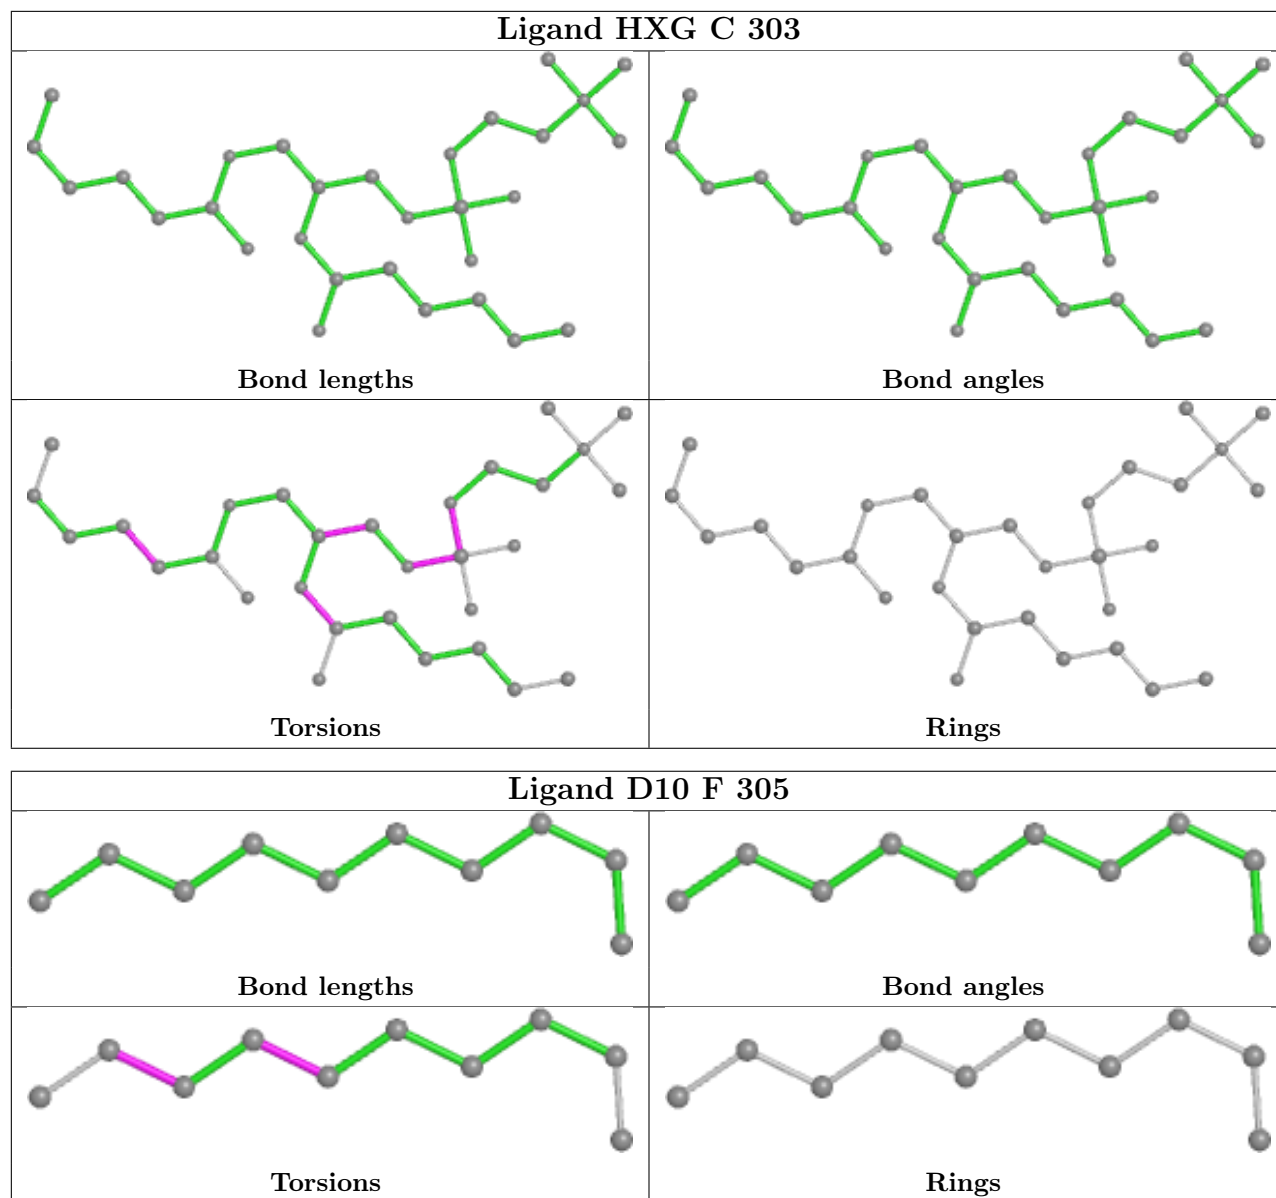 Ligand HXG C 303
Bond lengths
Bond angles
Torsions
Rings
Ligand D10 F 305
Bond lengths
Bond angles
Torsions
Rings